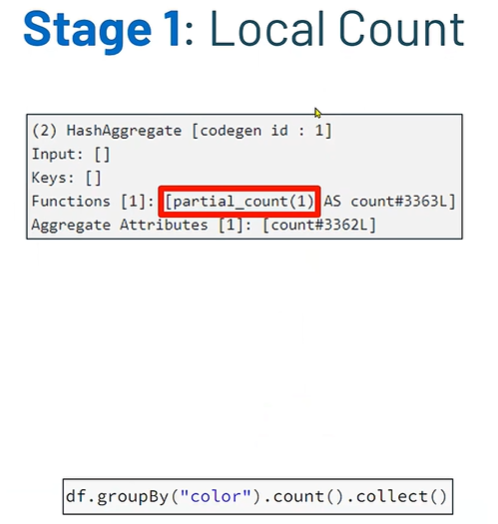 Stage 1: Local Count
(2) HashAggregate [codegen id : 1]
Input: []
Keys: []
Functions [1]: [partial_count(1) AS count#3363L]
Aggregate Attributes [1]: [count#3362L]
df.groupBy("color").count().collect()